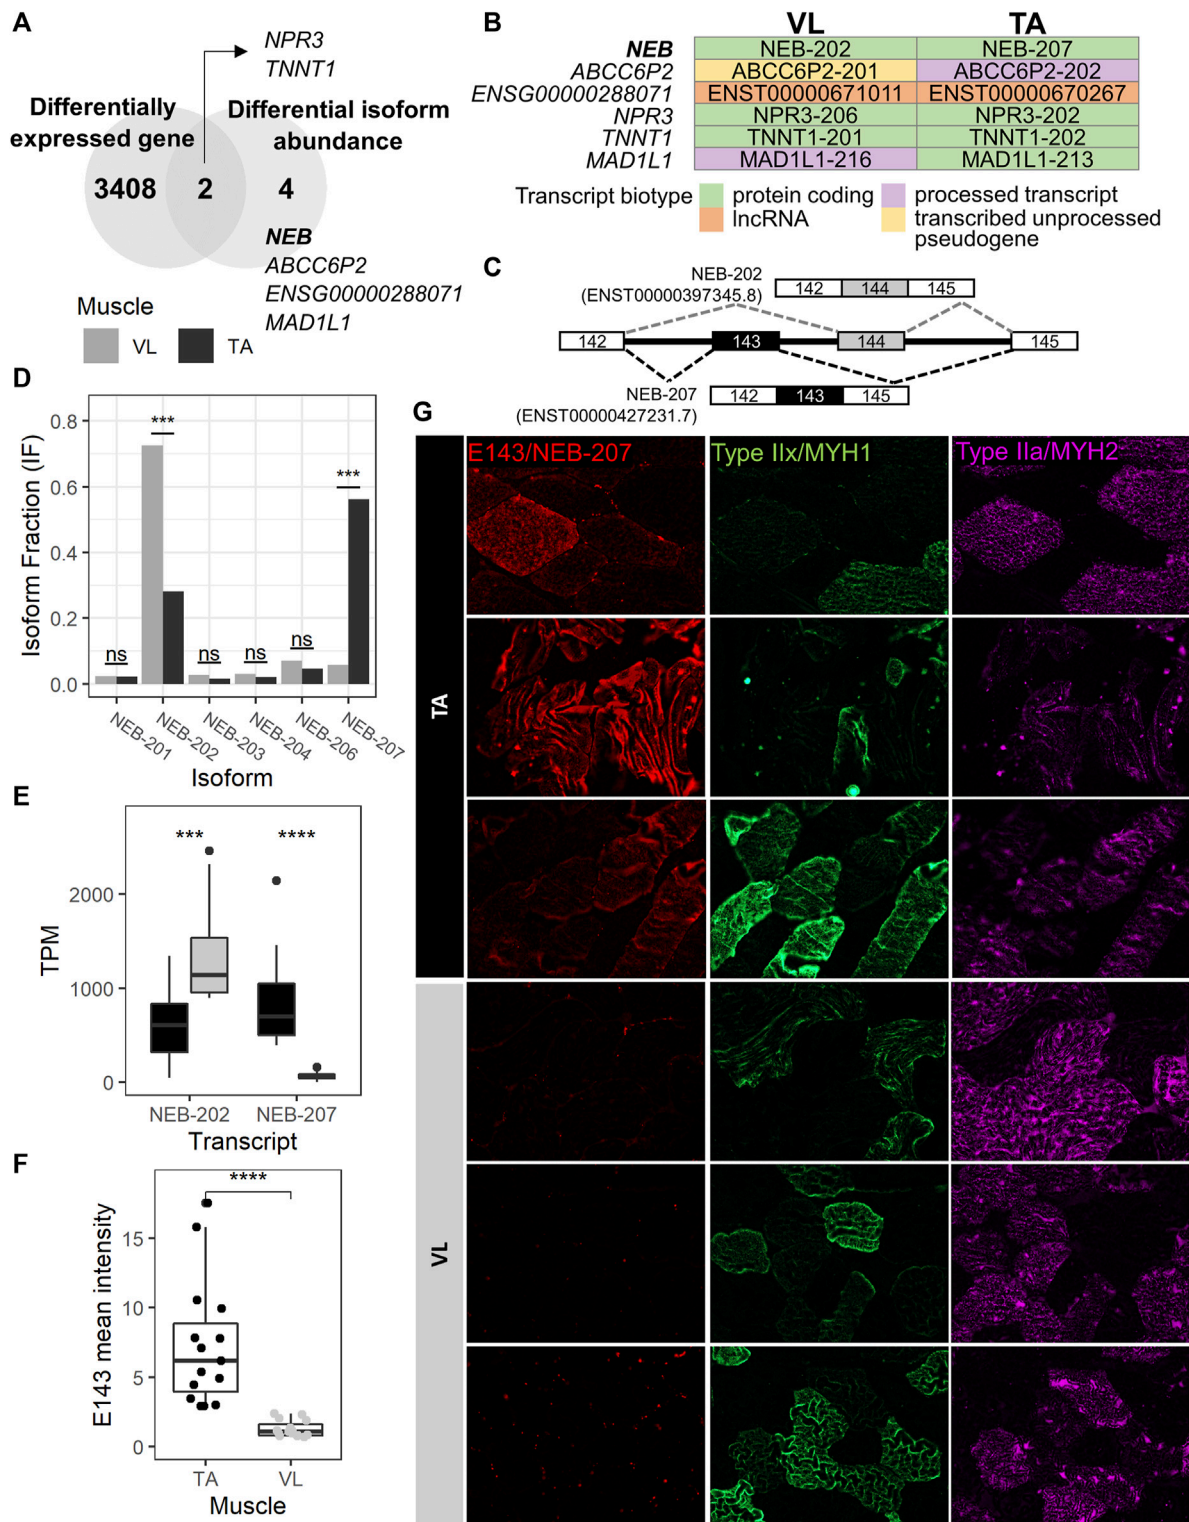 A
NPR3
TNNT1
Differentially
expressed gene
Differential isoform
abundance
3408
2
4
NEB
ABCC6P2
ENSG00000288071
MAD1L1
Muscle
VL
TA
B
VL
TA
NEB
NEB-202
NEB-207
ABCC6P2
ABCC6P2-201
ABCC6P2-202
ENSG00000288071
ENST00000671011
ENST00000670267
NPR3
NPR3-206
NPR3-202
TNNT1
TNNT1-201
TNNT1-202
MAD1L1
MAD1L1-216
MAD1L1-213
Transcript biotype
protein coding
processed transcript
lncRNA
transcribed unprocessed
pseudogene
C
NEB-202
(ENST00000397345.8)
142
144
145
142
143
144
145
NEB-207
(ENST00000427231.7)
142
143
145
D
Isoform Fraction (IF)
0.8
0.6
0.4
0.2
0.0
ns
***
ns
ns
ns
***
NEB-201
NEB-202
NEB-203
NEB-204
NEB-206
NEB-207
Isoform
E
TPM
2000
1000
0
***
****
NEB-202
NEB-207
Transcript
F
E143 mean intensity
15
10
5
0
****
TA
VL
Muscle
G
E143/NEB-207
Type IIx/MYH1
Type IIa/MYH2
TA
VL